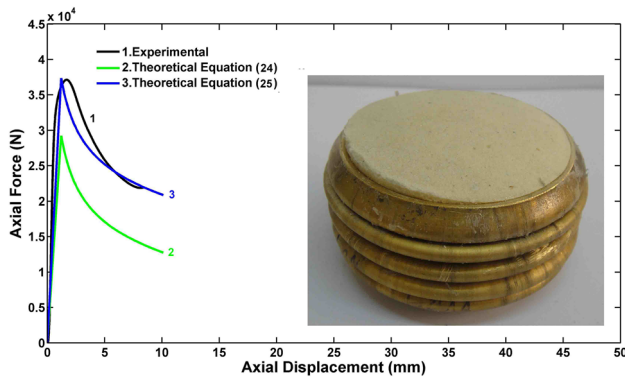 x 10⁴
4.5
4
3.5
3
2.5
2
1.5
1
0.5
0
Axial Force (N)
1.Experimental
2.Theoretical Equation (24)
3.Theoretical Equation (25)
1
3
2
0 5 10 15 20 25 30 35 40 45 50
Axial Displacement (mm)